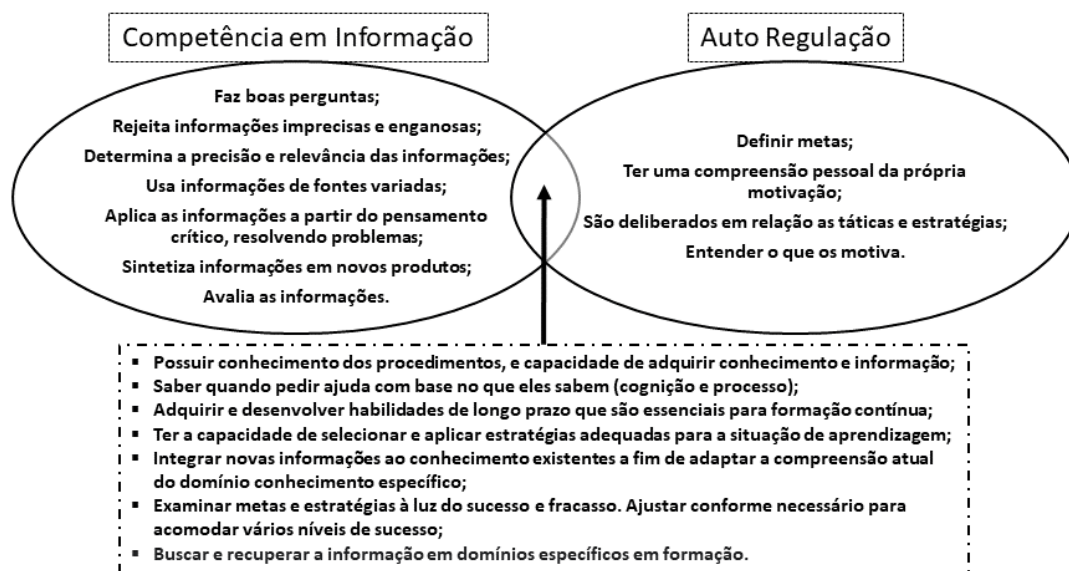 Competência em Informação
Auto Regulação
Faz boas perguntas;
Rejeita informações imprecisas e enganosas;
Determina a precisão e relevância das informações;
Usa informações de fontes variadas;
Aplica as informações a partir do pensamento
crítico, resolvendo problemas;
Sintetiza informações em novos produtos;
Avalia as informações.
Definir metas;
Ter uma compreensão pessoal da própria
motivação;
São deliberados em relação as táticas e estratégias;
Entender o que os motiva.
▪ Possuir conhecimento dos procedimentos, e capacidade de adquirir conhecimento e informação;
▪ Saber quando pedir ajuda com base no que eles sabem (cognição e processo);
▪ Adquirir e desenvolver habilidades de longo prazo que são essenciais para formação contínua;
▪ Ter a capacidade de selecionar e aplicar estratégias adequadas para a situação de aprendizagem;
▪ Integrar novas informações ao conhecimento existentes a fim de adaptar a compreensão atual
do domínio conhecimento específico;
▪ Examinar metas e estratégias à luz do sucesso e fracasso. Ajustar conforme necessário para
acomodar vários níveis de sucesso;
▪ Buscar e recuperar a informação em domínios específicos em formação.